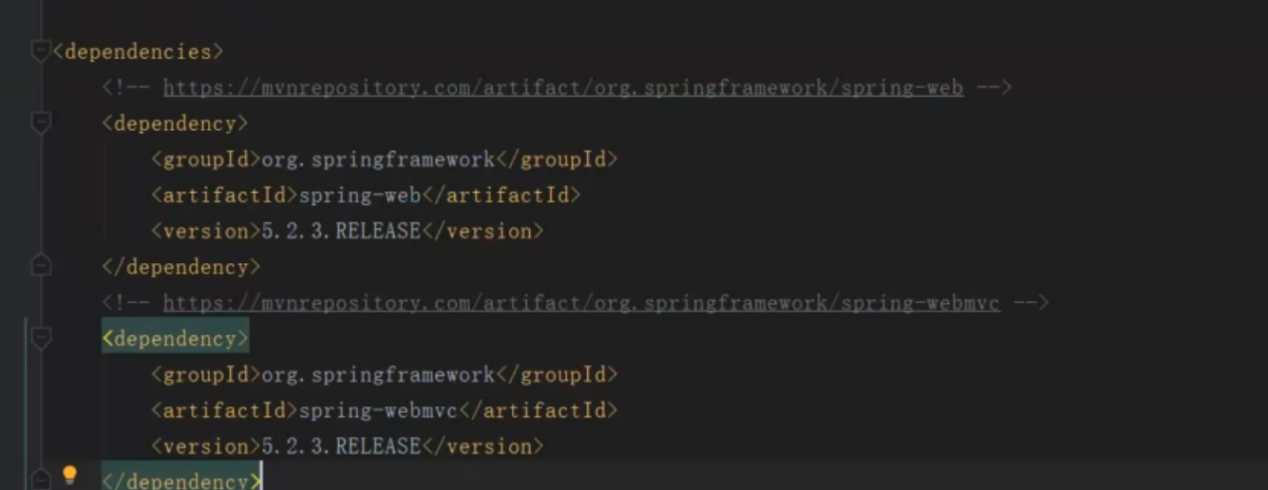 <dependencies>
<!-- https://mvnrepository.com/artifact/org.springframework/spring-web -->
<dependency>
<groupId>org.springframework</groupId>
<artifactId>spring-web</artifactId>
<version>5.2.3.RELEASE</version>
</dependency>
<!-- https://mvnrepository.com/artifact/org.springframework/spring-webmvc -->
<dependency>
<groupId>org.springframework</groupId>
<artifactId>spring-webmvc</artifactId>
<version>5.2.3.RELEASE</version>
</dependency>